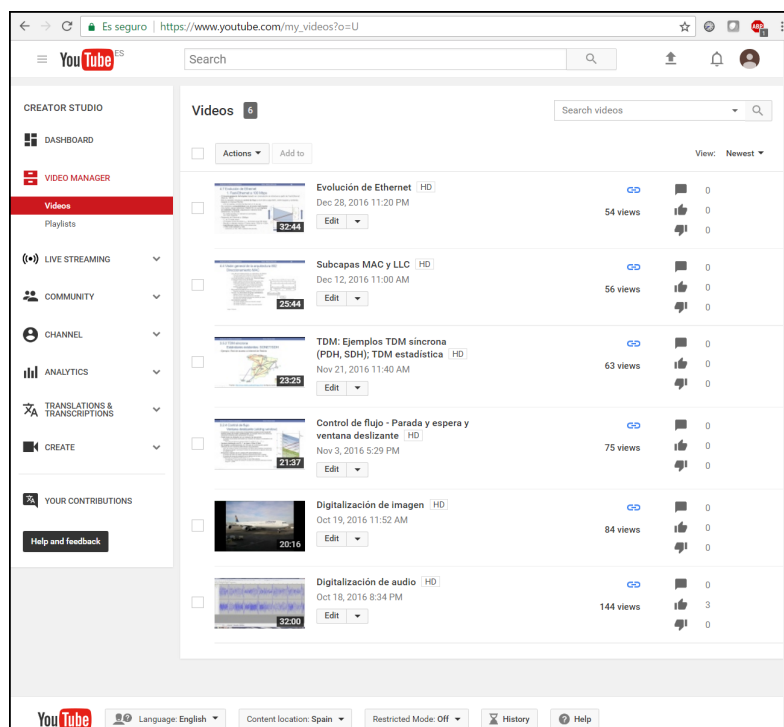 Es seguro | https://www.youtube.com/my_videos?o=U
ABP
1
YouTube ES
Search
CREATOR STUDIO
DASHBOARD
VIDEO MANAGER
Videos
Playlists
LIVE STREAMING
COMMUNITY
CHANNEL
ANALYTICS
TRANSLATIONS &
TRANSCRIPTIONS
CREATE
YOUR CONTRIBUTIONS
Help and feedback
Videos 6
Search videos
Actions Add to
View: Newest
32:44
Evolución de Ethernet HD
Dec 28, 2016 11:20 PM
Edit
54 views
0
0
0
25:44
Subcapas MAC y LLC HD
Dec 12, 2016 11:00 AM
Edit
56 views
0
0
0
23:25
TDM: Ejemplos TDM síncrona
(PDH, SDH); TDM estadística HD
Nov 21, 2016 11:40 AM
Edit
63 views
0
0
0
21:37
Control de flujo - Parada y espera y
ventana deslizante HD
Nov 3, 2016 5:29 PM
Edit
75 views
0
0
0
20:16
Digitalización de imagen HD
Oct 19, 2016 11:52 AM
Edit
84 views
0
0
0
32:00
Digitalización de audio HD
Oct 18, 2016 8:34 PM
Edit
144 views
0
3
0
YouTube
Language: English
Content location: Spain
Restricted Mode: Off
History
Help